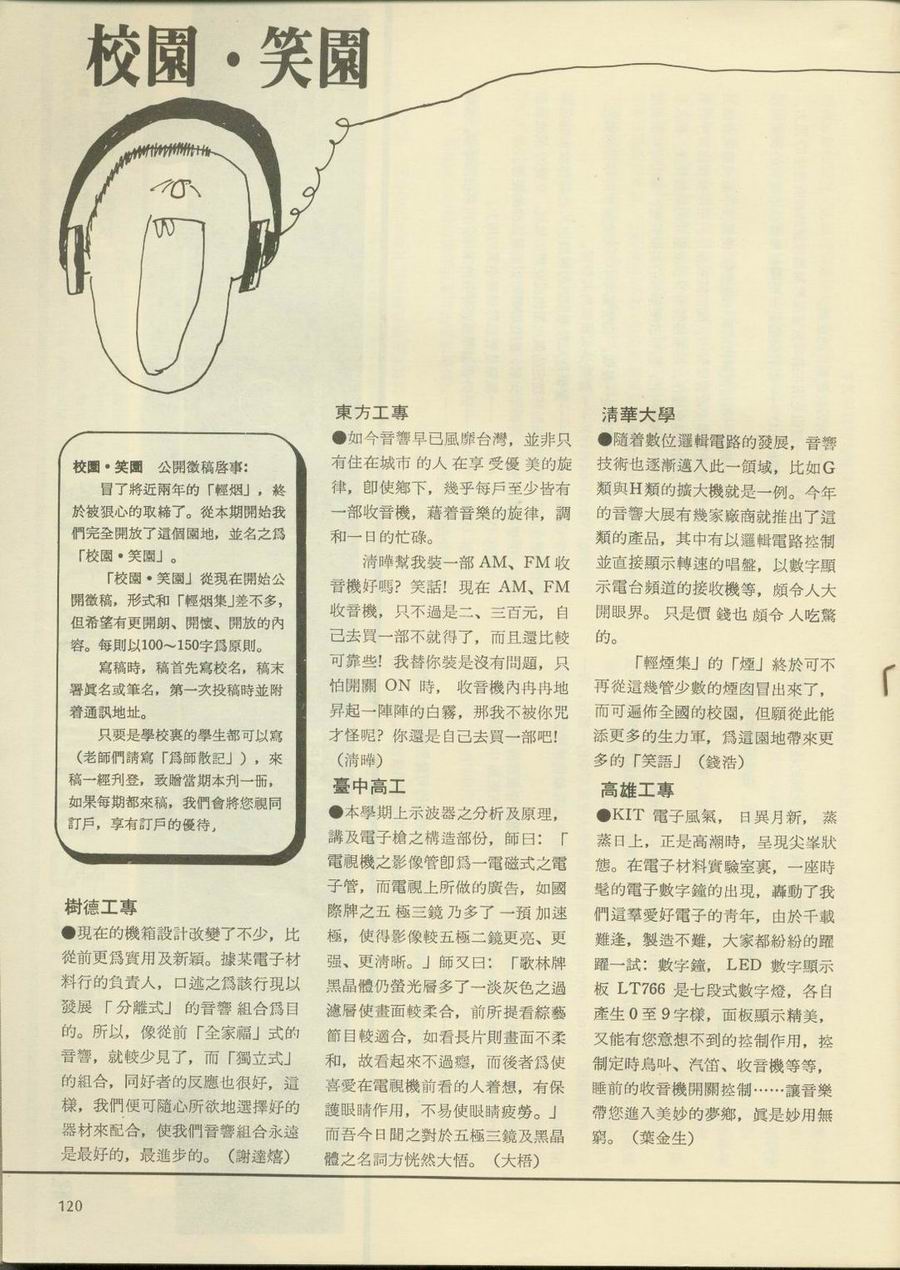 校園・笑園
校園・笑園　公開徵稿啓事：
冒了將近兩年的「輕烟」，終
於被狠心的取締了。從本期開始我
們完全開放了這個園地，並名之爲
「校園・笑園」。
「校園・笑園」從現在開始公
開徵稿，形式和「輕烟集」差不多，
但希望有更開朗、開懷、開放的內
容。每則以100～150字爲原則。
寫稿時，稿首先寫校名，稿末
署眞名或筆名，第一次投稿時並附
着通訊地址。
只要是學校裏的學生都可以寫
（老師們請寫「爲師散記」），來
稿一經刋登，致贈當期本刋一册，
如果每期都來稿，我們會將您視同
訂戶，享有訂戶的優待，
樹德工專
●現在的機箱設計改變了不少，比
從前更爲實用及新穎。據某電子材
料行的負責人，口述之爲該行現以
發展「分離式」的音響組合爲目
的。所以，像從前「全家福」式的
音響，就較少見了，而「獨立式」
的組合，同好者的反應也很好，這
樣，我們便可隨心所欲地選擇好的
器材來配合，使我們音響組合永遠
是最好的，最進步的。（謝達熺）
東方工專
●如今音響早已風靡台灣，並非只
有住在城市的人在享受優美的旋
律，卽使鄉下，幾乎每戶至少皆有
一部收音機，藉着音樂的旋律，調
和一日的忙碌。
淸曄幫我裝一部 AM、FM 收
音機好嗎？笑話！現在 AM、FM
收音機，只不過是二、三百元，自
己去買一部不就得了，而且還比較
可靠些！我替你裝是沒有問題，只
怕開關 ON 時，收音機內冉冉地
昇起一陣陣的白霧，那我不被你咒
才怪呢？你還是自己去買一部吧！
（淸曄）
臺中高工
●本學期上示波器之分析及原理，
講及電子槍之構造部份，師曰：「
電視機之影像管卽爲一電磁式之電
子管，而電視上所做的廣告，如國
際牌之五極三鏡乃多了一預加速
極，使得影像較五極二鏡更亮、更
强、更淸晰。」師又曰：「歌林牌
黑晶體仍螢光層多了一淡灰色之過
濾層使畫面較柔合，前所提看綜藝
節目較適合，如看長片則畫面不柔
和，故看起來不過癮，而後者爲使
喜愛在電視機前看的人着想，有保
護眼睛作用，不易使眼睛疲勞。」
而吾今日聞之對於五極三鏡及黑晶
體之名詞方恍然大悟。（大梧）
淸華大學
●隨着數位邏輯電路的發展，音響
技術也逐漸邁入此一領域，比如G
類與H類的擴大機就是一例。今年
的音響大展有幾家廠商就推出了這
類的產品，其中有以邏輯電路控制
並直接顯示轉速的唱盤，以數字顯
示電台頻道的接收機等，頗令人大
開眼界。只是價錢也頗令人吃驚
的。
「輕煙集」的「煙」終於可不
再從這幾管少數的煙囪冒出來了，
而可遍佈全國的校園，但願從此能
添更多的生力軍，爲這園地帶來更
多的「笑語」（錢浩）
高雄工專
●KIT 電子風氣，日異月新，蒸
蒸日上，正是高潮時，呈現尖峯狀
態。在電子材料實驗室裏，一座時
髦的電子數字鐘的出現，轟動了我
們這羣愛好電子的靑年，由於千載
難逢，製造不難，大家都紛紛的躍
躍一試：數字鐘，LED 數字顯示
板 LT766 是七段式數字燈，各自
產生 0 至 9 字樣，面板顯示精美，
又能有您意想不到的控制作用，控
制定時鳥叫、汽笛、收音機等等，
睡前的收音機開關控制……讓音樂
帶您進入美妙的夢鄉，眞是妙用無
窮。（葉金生）
120